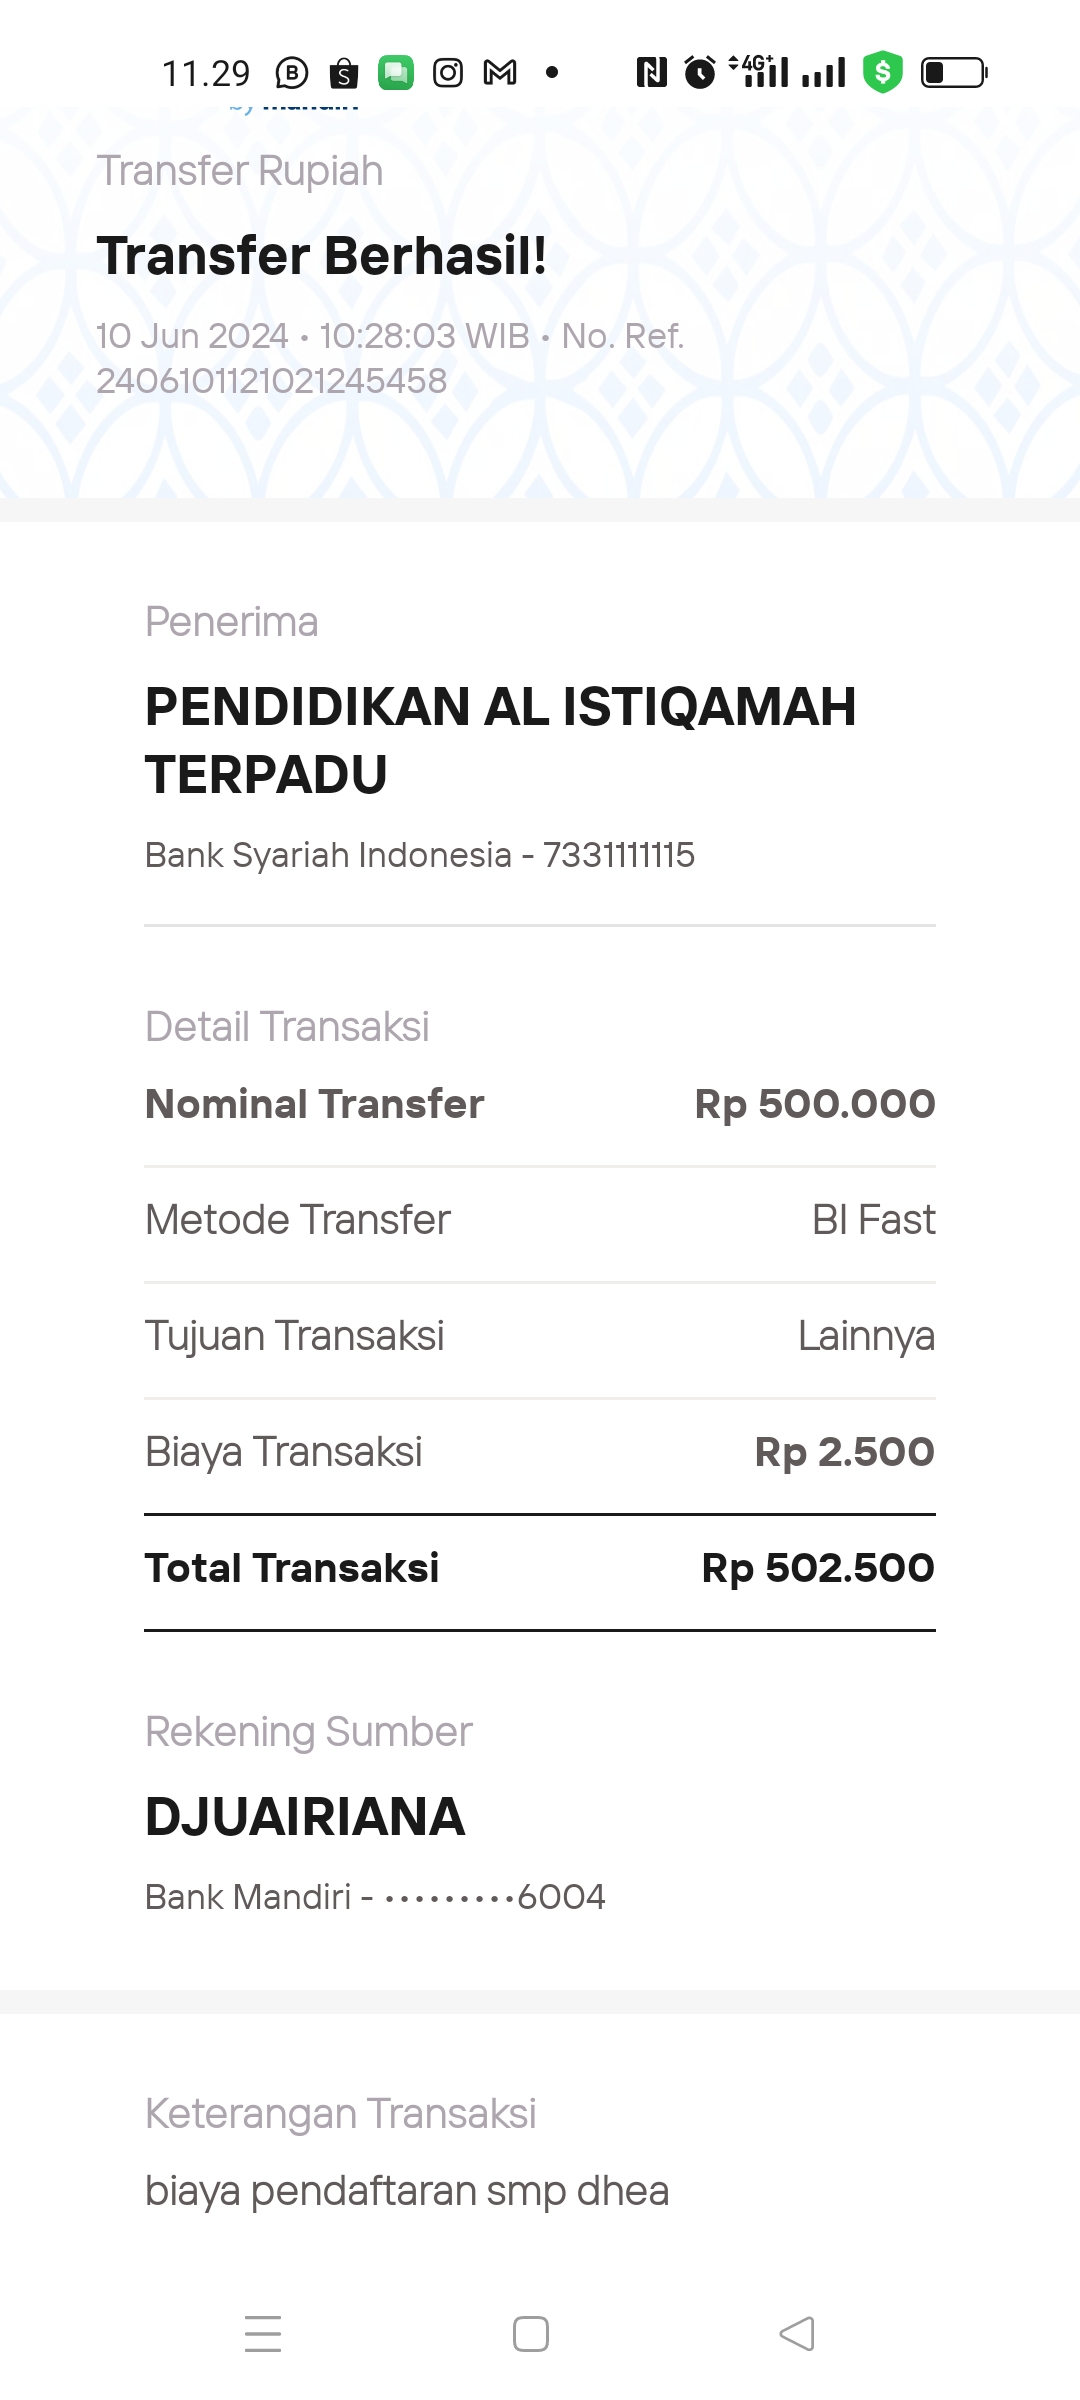 11.29
4G+
by mandiri
Transfer Rupiah
Transfer Berhasil!
10 Jun 2024 • 10:28:03 WIB • No. Ref.
2406101121021245458
Penerima
PENDIDIKAN AL ISTIQAMAH
TERPADU
Bank Syariah Indonesia - 7331111115
Detail Transaksi
Nominal Transfer Rp 500.000
Metode Transfer BI Fast
Tujuan Transaksi Lainnya
Biaya Transaksi Rp 2.500
Total Transaksi Rp 502.500
Rekening Sumber
DJUAIRIANA
Bank Mandiri - •••••••••6004
Keterangan Transaksi
biaya pendaftaran smp dhea